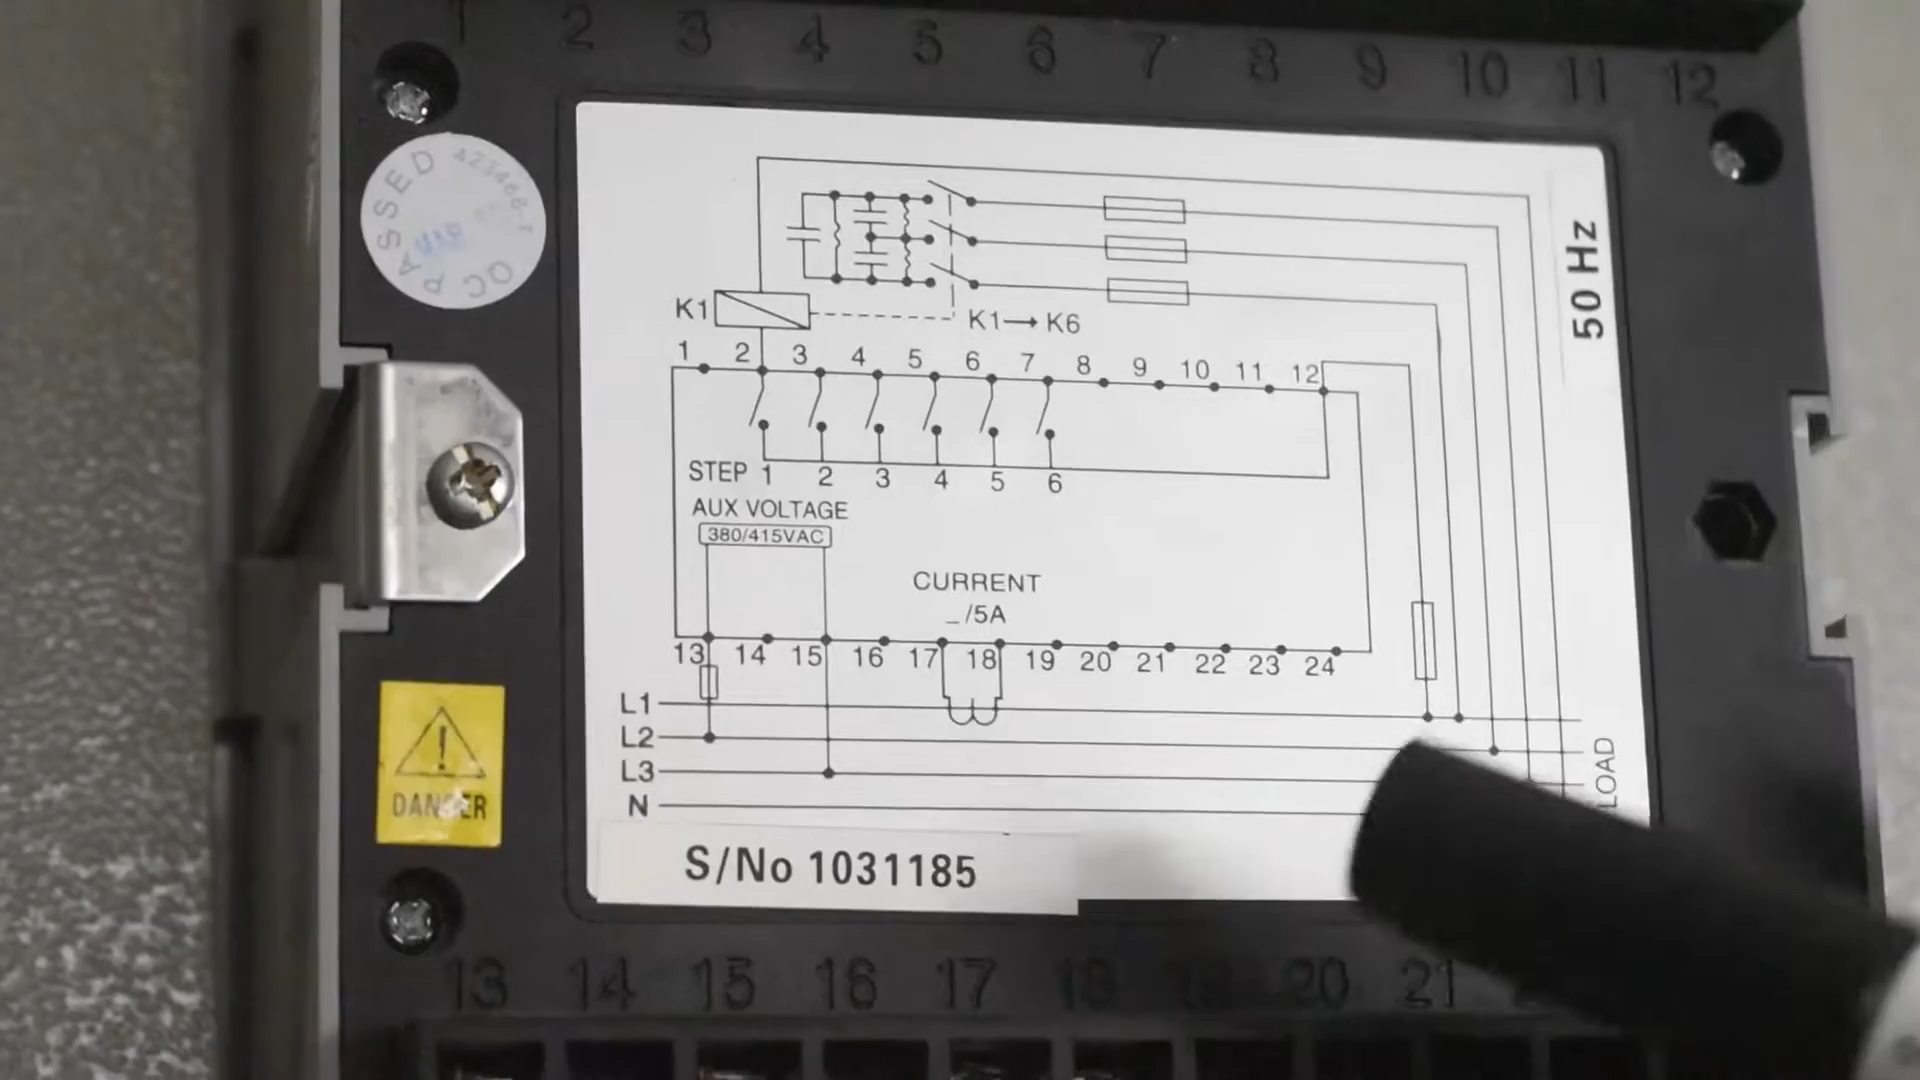 1 2 3 4 5 6 7 8 9 10 11 12
QC PASSED
50 Hz
K1
K1→K6
1 2 3 4 5 6 7 8 9 10 11 12
STEP 1 2 3 4 5 6
AUX VOLTAGE
380/415VAC
CURRENT
_/5A
13 14 15 16 17 18 19 20 21 22 23 24
L1
L2
L3
N
LOAD
DANGER
S/No 1031185
13 14 15 16 17 18 19 20 21